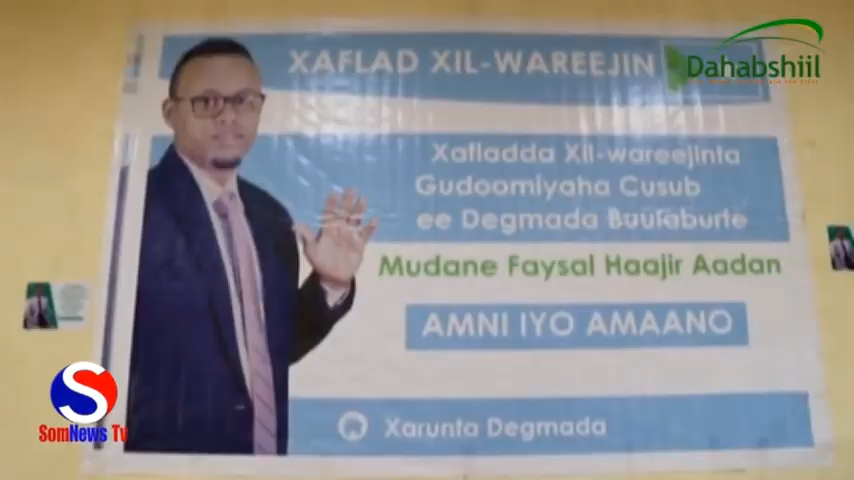 XAFLAD XIL-WAREEJIN
Dahabshiil
Xafladda Xil-wareejinta
Gudoomiyaha Cusub
ee Degmada Buulaburte
Mudane Faysal Haajir Aadan
AMNI IYO AMAANO
Xarunta Degmada
S
SomNews Tv